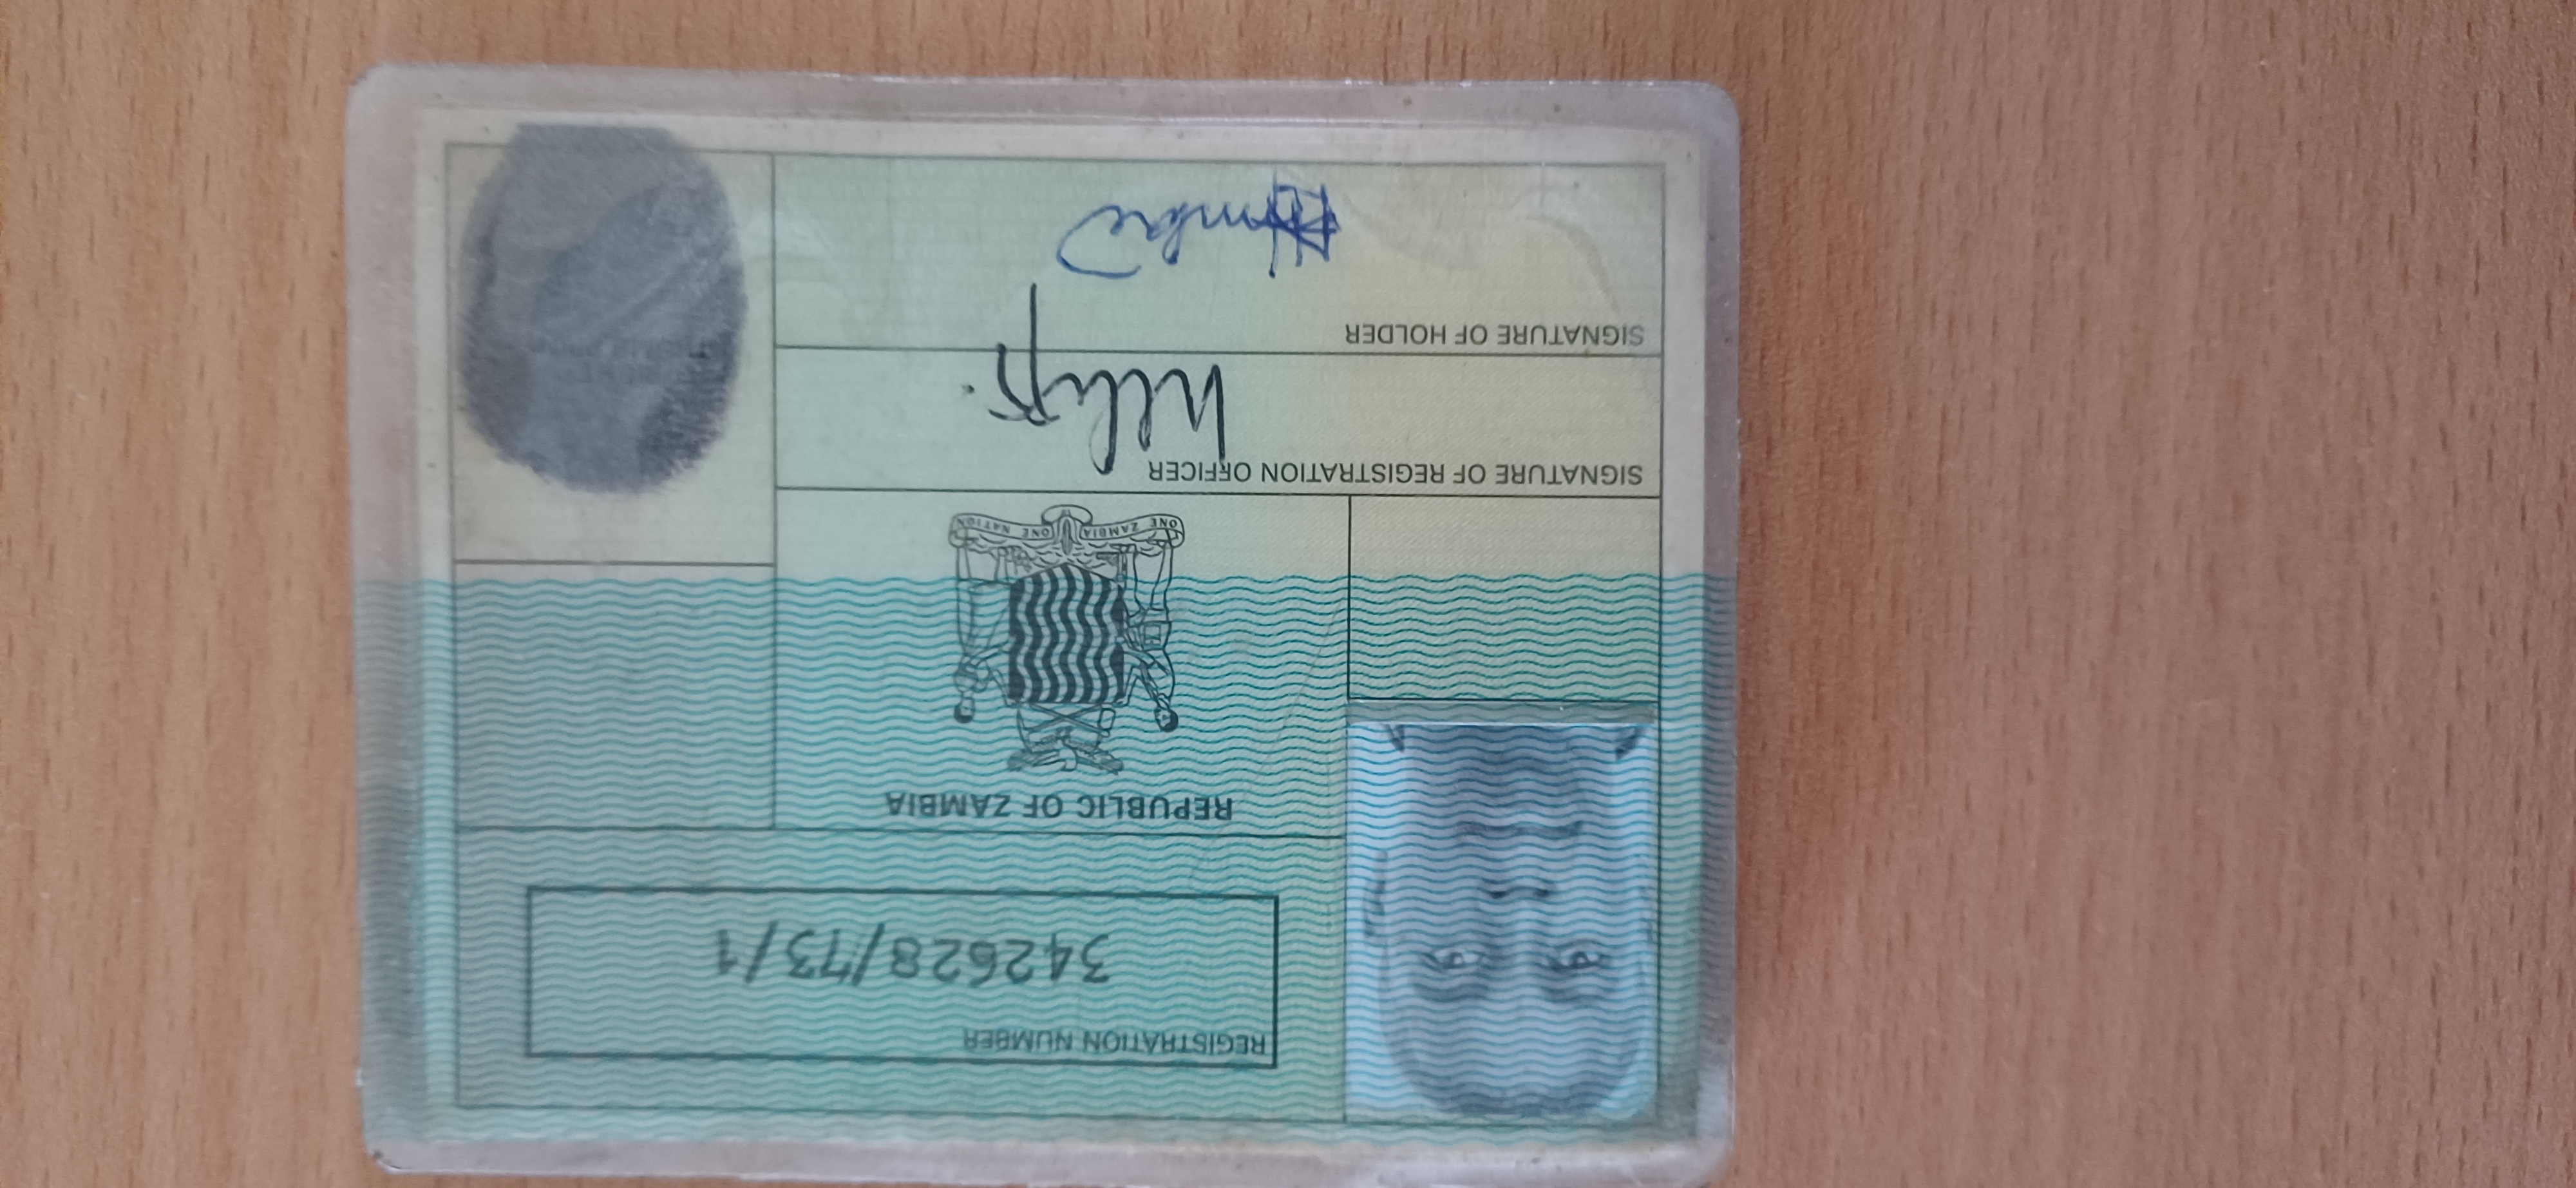 REGISTRATION NUMBER
342628/73/1
REPUBLIC OF ZAMBIA
ONE ZAMBIA ONE NATION
SIGNATURE OF REGISTRATION OFFICER
SIGNATURE OF HOLDER